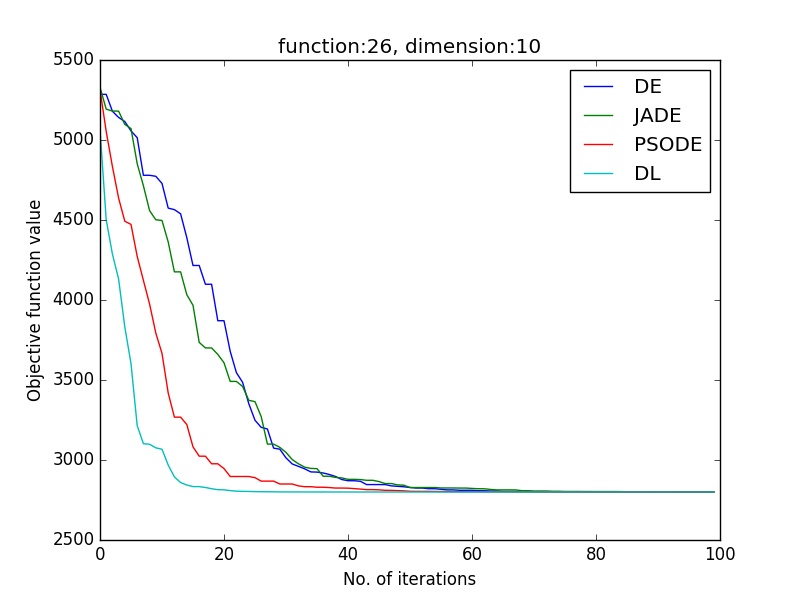 function:26, dimension:10
5500
5000
4500
4000
3500
3000
2500
Objective function value
DE
JADE
PSODE
DL
0
20
40
60
80
100
No. of iterations